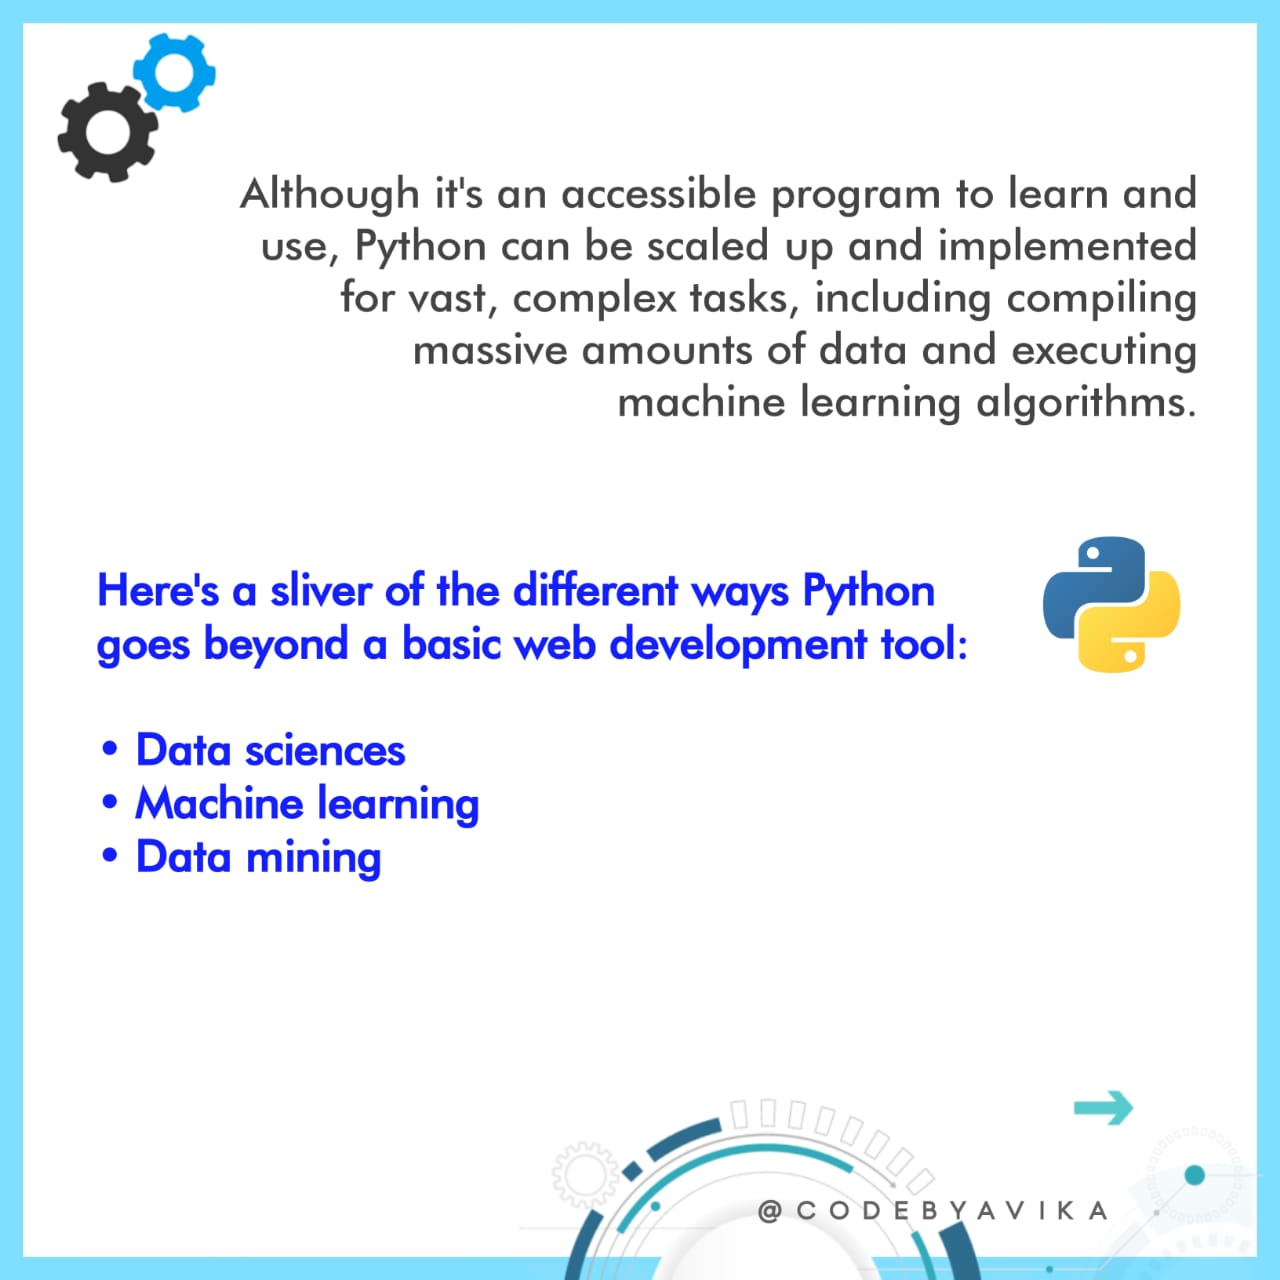 Although it's an accessible program to learn and
use, Python can be scaled up and implemented
for vast, complex tasks, including compiling
massive amounts of data and executing
machine learning algorithms.
Here's a sliver of the different ways Python
goes beyond a basic web development tool:
• Data sciences
• Machine learning
• Data mining
@CODEBYAVIKA